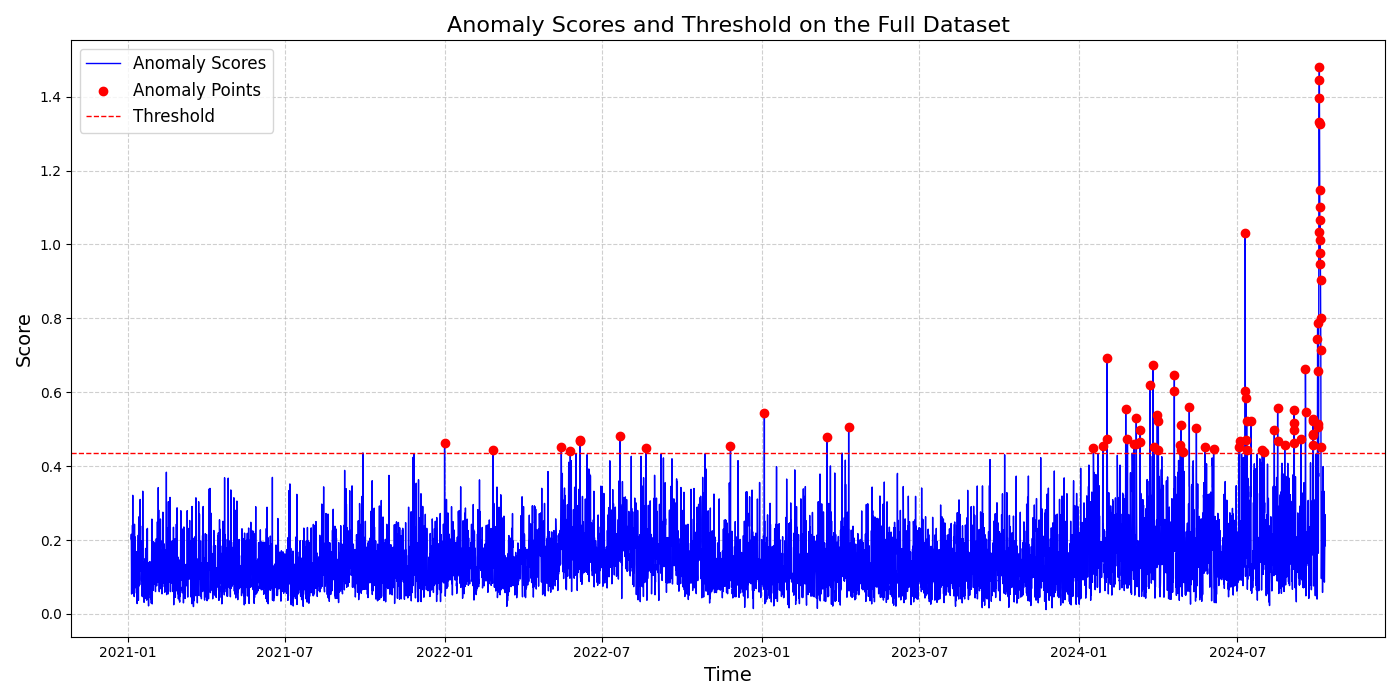 Anomaly Scores and Threshold on the Full Dataset
Anomaly Scores
Anomaly Points
Threshold
Score
1.4
1.2
1.0
0.8
0.6
0.4
0.2
0.0
2021-01 2021-07 2022-01 2022-07 2023-01 2023-07 2024-01 2024-07
Time